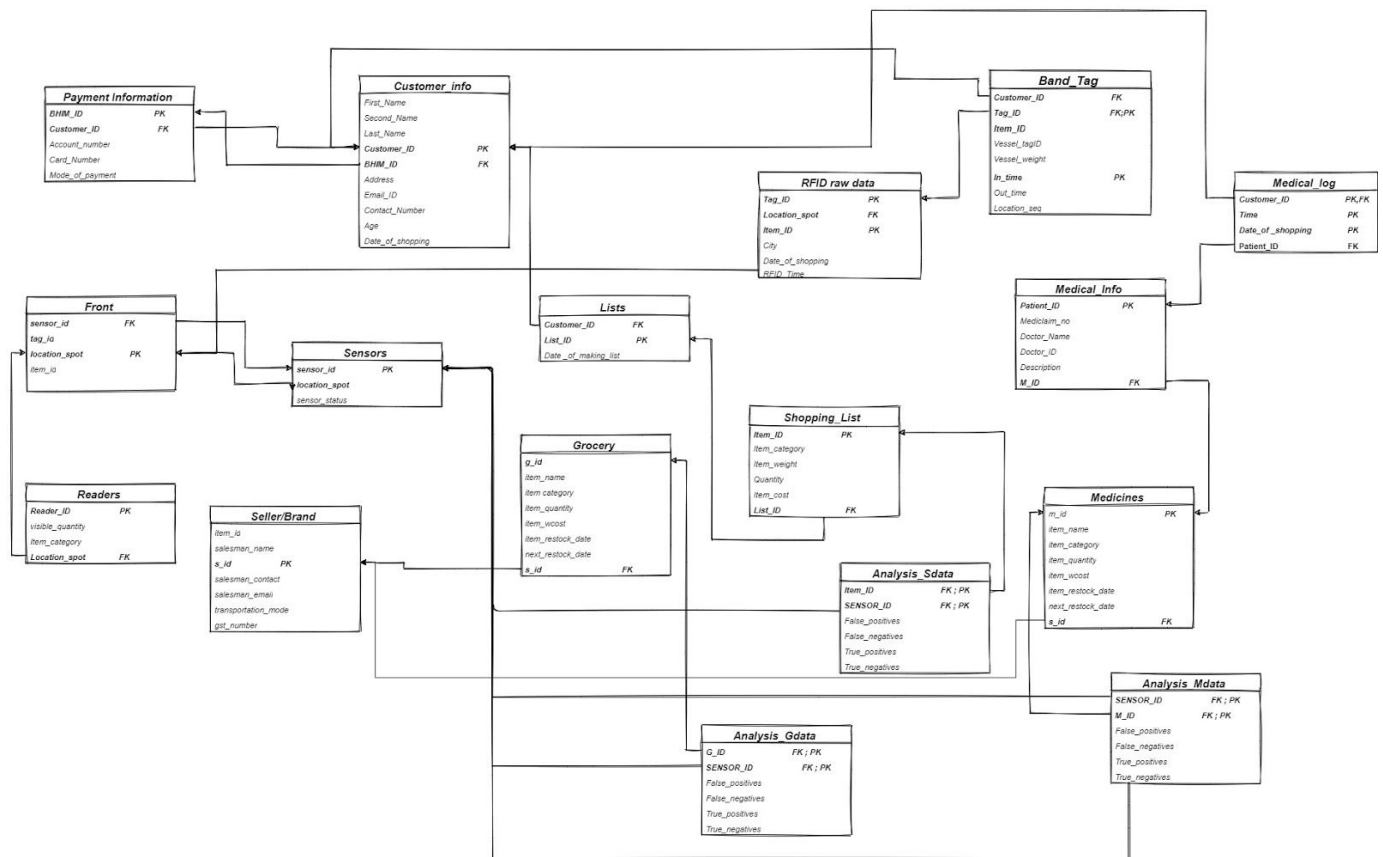 Payment Information
BHIM_ID PK
Customer_ID FK
Account_number
Card_Number
Mode_of_payment
Customer_info
First_Name
Second_Name
Last_Name
Customer_ID PK
BHIM_ID FK
Address
Email_ID
Contact_Number
Age
Date_of_shopping
Band_Tag
Customer_ID FK
Tag_ID FK;PK
Item_ID
Vessel_tagID
Vessel_weight
In_time PK
Out_time
Location_seq
RFID raw data
Tag_ID PK
Location_spot FK
Item_ID PK
City
Date_of_shopping
RFID_Time
Medical_log
Customer_ID PK,FK
Time PK
Date_of _shopping PK
Patient_ID FK
Medical_Info
Patient_ID PK
Mediclaim_no
Doctor_Name
Doctor_ID
Description
M_ID FK
Front
sensor_id FK
tag_id
location_spot PK
item_id
Sensors
sensor_id PK
location_spot
sensor_status
Lists
Customer_ID FK
List_ID PK
Date _of_making_list
Shopping_List
Item_ID PK
Item_category
Item_weight
Quantity
Item_cost
List_ID FK
Grocery
g_id
item_name
item category
item_quantity
item_wcost
item_restock_date
next_restock_date
s_id FK
Readers
Reader_ID PK
visible_quantity
item_category
Location_spot FK
Seller/Brand
item_id
salesman_name
s_id PK
salesman_contact
salesman_email
transportation_mode
gst_number
Medicines
m_id PK
item_name
item_category
item_quantity
item_wcost
item_restock_date
next_restock_date
s_id FK
Analysis_Sdata
Item_ID FK ; PK
SENSOR_ID FK ; PK
False_positives
False_negatives
True_positives
True_negatives
Analysis_Mdata
SENSOR_ID FK ; PK
M_ID FK ; PK
False_positives
False_negatives
True_positives
True_negatives
Analysis_Gdata
G_ID FK ; PK
SENSOR_ID FK ; PK
False_positives
False_negatives
True_positives
True_negatives